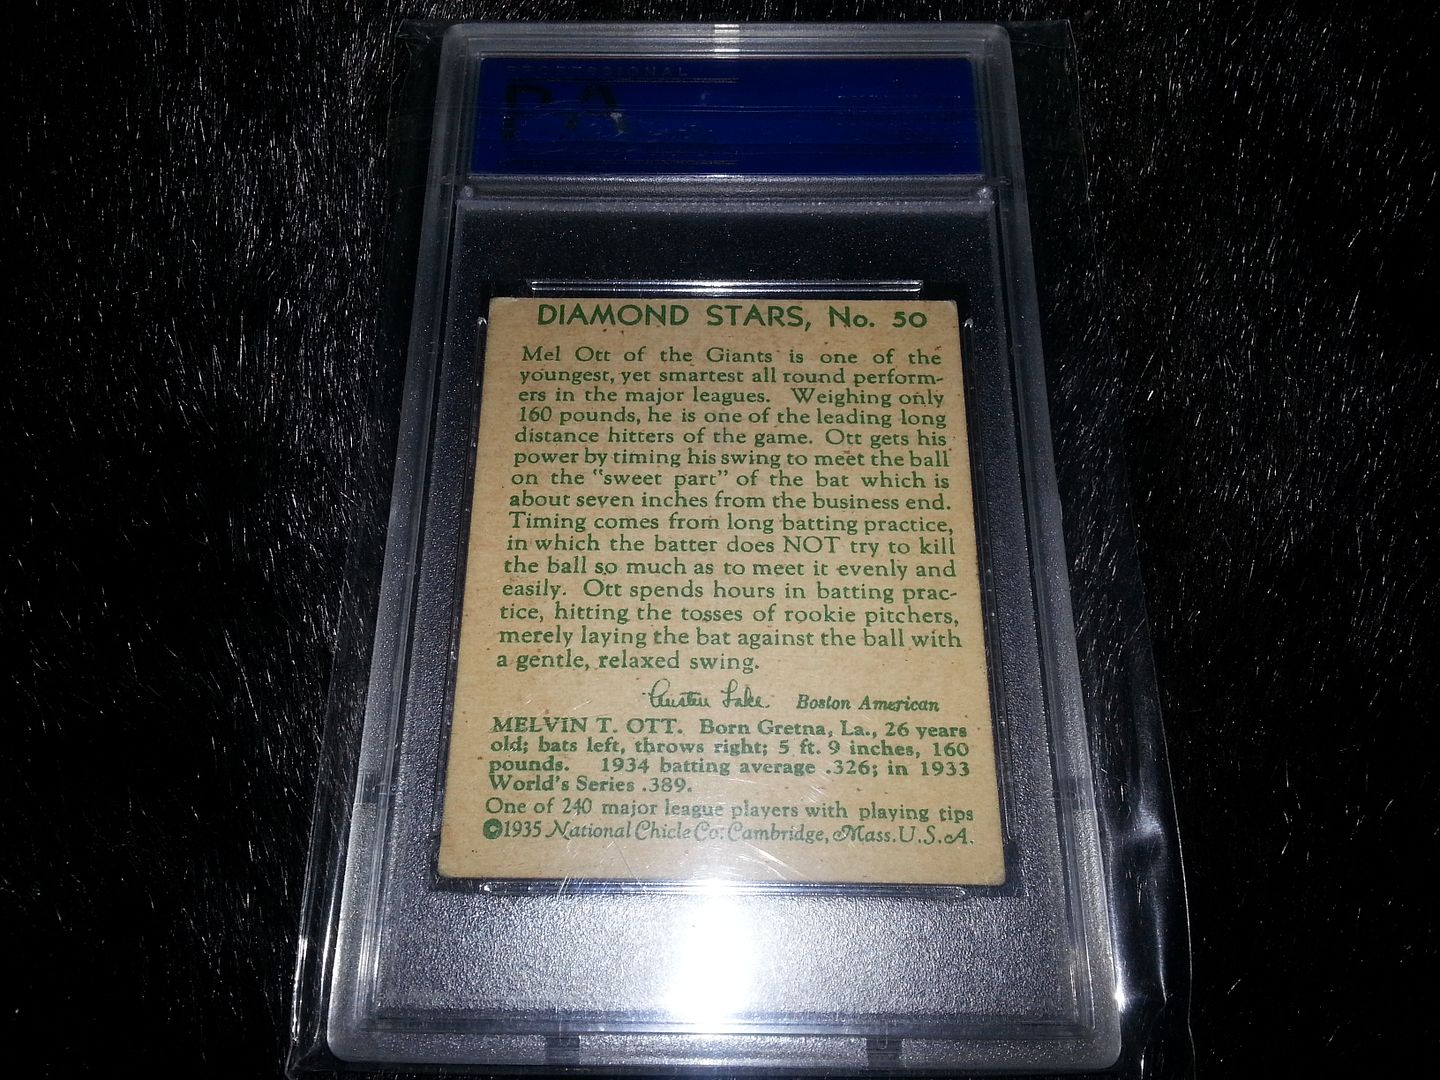 PROFESSIONAL
DIAMOND STARS, No. 50
Mel Ott of the Giants is one of the
youngest, yet smartest all round perform-
ers in the major leagues. Weighing only
160 pounds, he is one of the leading long
distance hitters of the game. Ott gets his
power by timing his swing to meet the ball
on the "sweet part" of the bat which is
about seven inches from the business end.
Timing comes from long batting practice,
in which the batter does NOT try to kill
the ball so much as to meet it evenly and
easily. Ott spends hours in batting prac-
tice, hitting the tosses of rookie pitchers,
merely laying the bat against the ball with
a gentle, relaxed swing.
Austen Lake Boston American
MELVIN T. OTT. Born Gretna, La., 26 years
old; bats left, throws right; 5 ft. 9 inches, 160
pounds. 1934 batting average .326; in 1933
World's Series .389.
One of 240 major league players with playing tips
©1935 National Chicle Co. Cambridge, Mass. U.S.A.